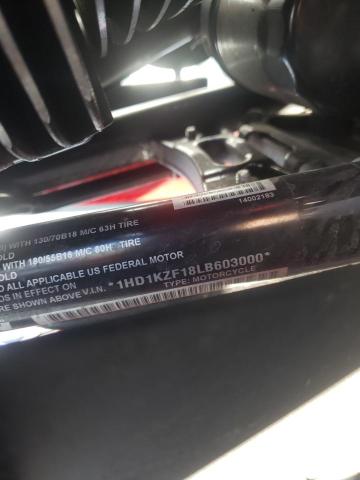 WITH 130/70B18 M/C 63H TIRE
OLD
14002193
WITH 180/55B18 M/C 80H TIRE
OLD
O ALL APPLICABLE US FEDERAL MOTOR
DS IN EFFECT ON
RE SHOWN ABOVE V.I.N. *1HD1KZF18LB603000*
TYPE: MOTORCYCLE